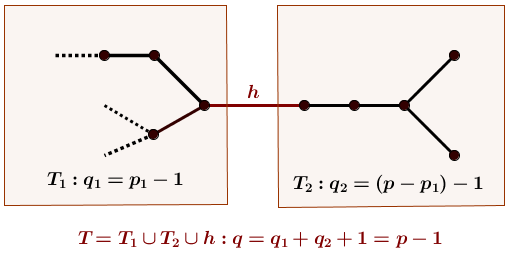 h
T₁ : q₁ = p₁ − 1
T₂ : q₂ = (p − p₁) − 1
T = T₁ ∪ T₂ ∪ h : q = q₁ + q₂ + 1 = p − 1